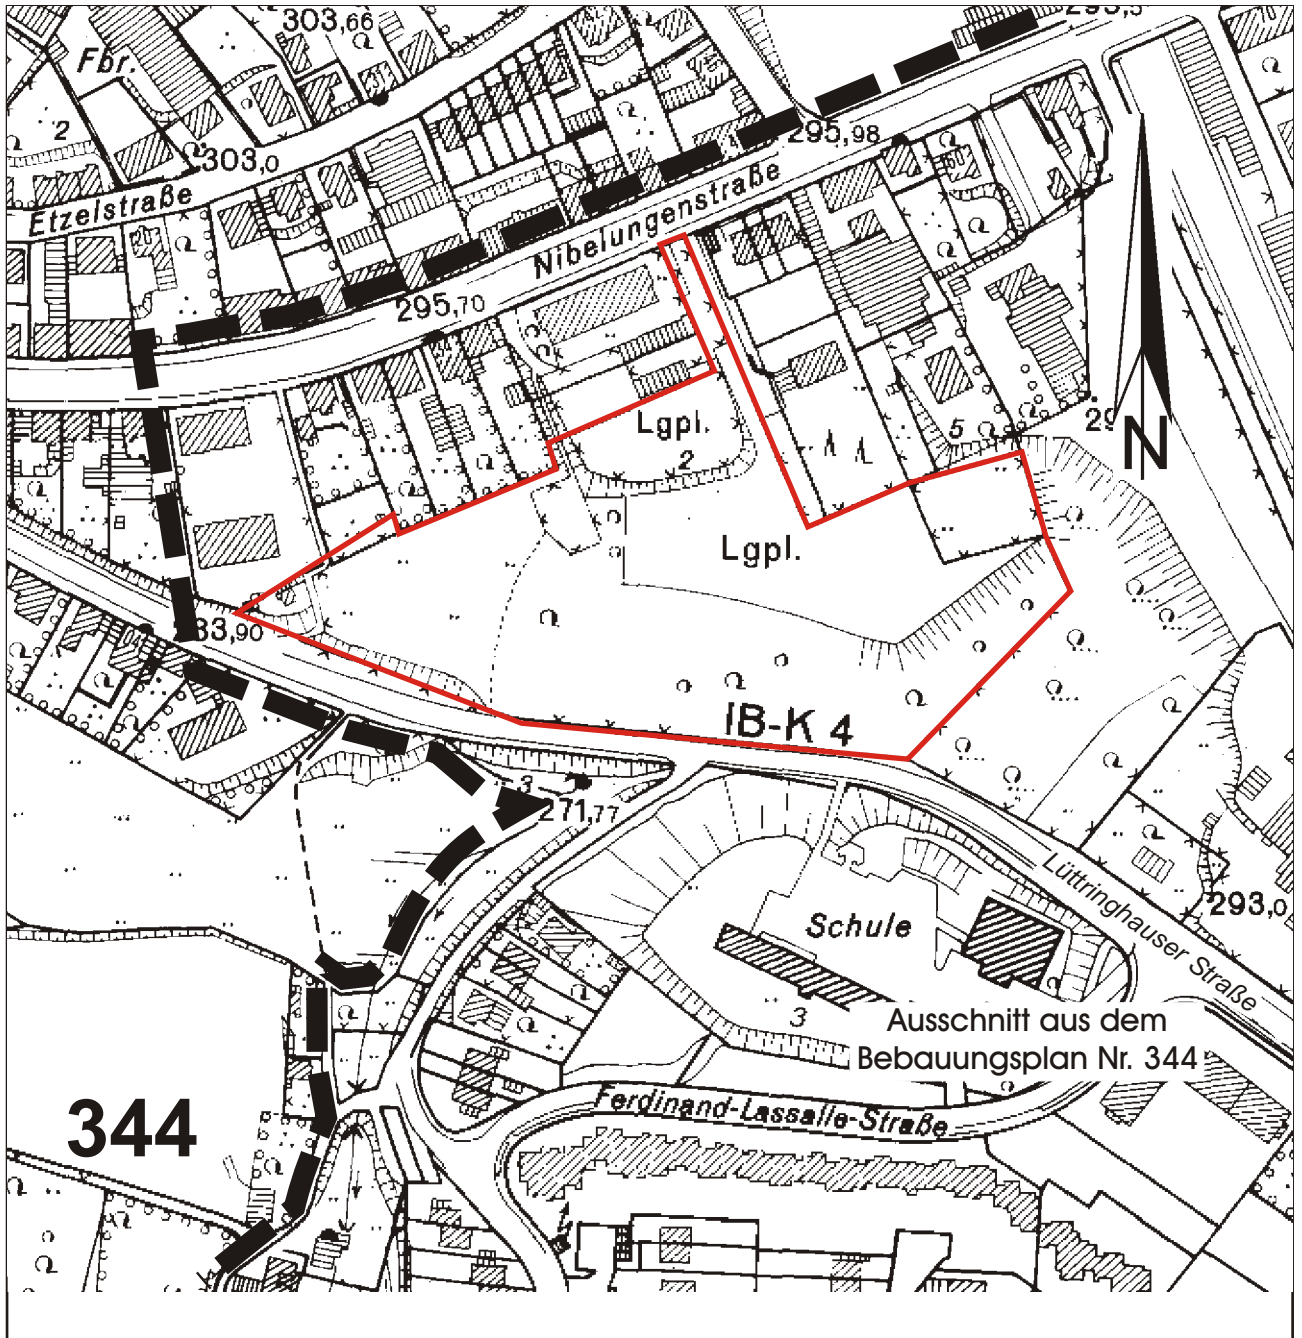 303,66
Fbr.
2
303,0
Etzelstraße
295,98
Nibelungenstraße
295,70
Lgpl.
2
5
29
N
Lgpl.
83,90
IB-K 4
3
271,77
Lüttringhauser Straße
293,0
Schule
3
Ausschnitt aus dem
Bebauungsplan Nr. 344
Ferdinand-Lassalle-Straße
344